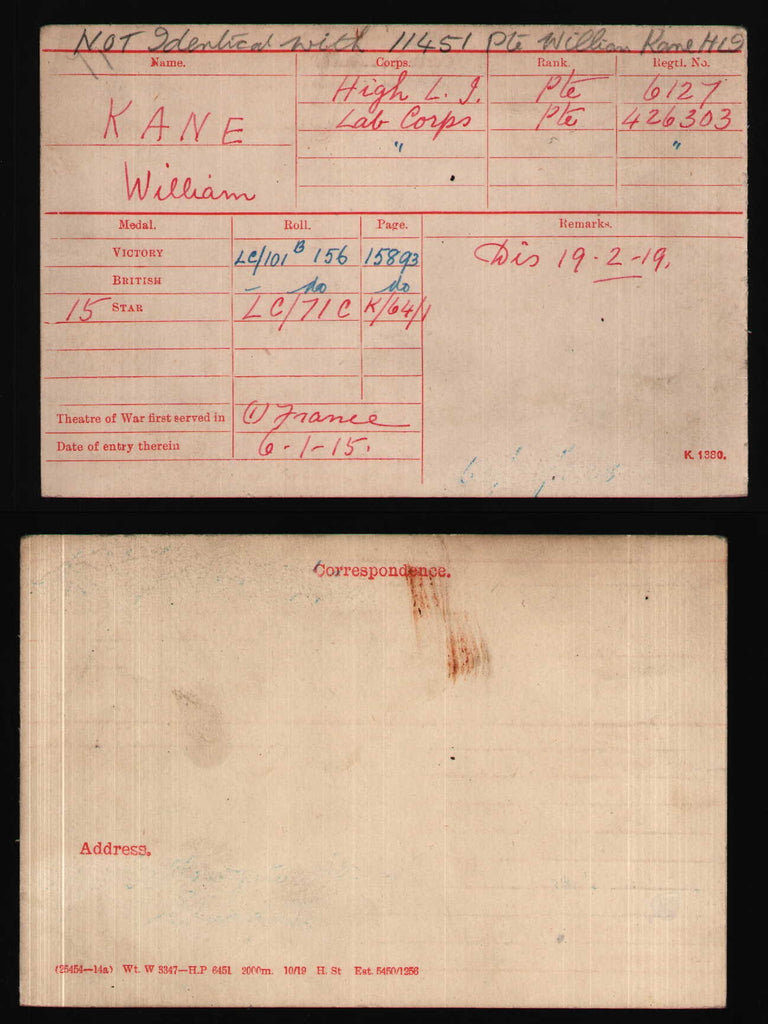 NOT Identical with 11451 Pte William Kane HLI
Name. Corps. Rank. Regtl. No.
High L. I. Pte 6127
KANE Lab Corps Pte 426303
" "
William
Medal. Roll. Page. Remarks.
VICTORY LC/101 B 156 15893 Dis 19-2-19.
BRITISH – do do
15 STAR LC/71C K/64/1
Theatre of War first served in (1) France
Date of entry therein 6-1-15.
K. 1380.
Correspondence.
Address.
(25454—14a) Wt. W 3347—H.P 6451 2000m. 10/19 H. St Est. 5450/1256